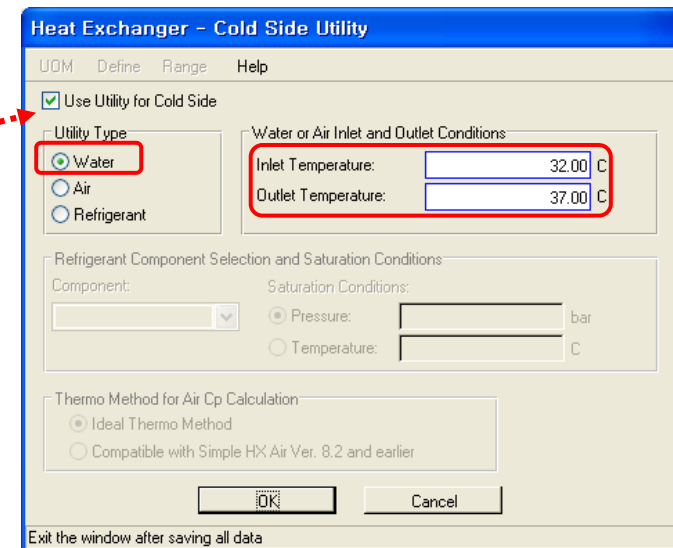 Heat Exchanger - Cold Side Utility
UOM Define Range Help
Use Utility for Cold Side
Utility Type
Water
Air
Refrigerant
Water or Air Inlet and Outlet Conditions
Inlet Temperature: 32.00 C
Outlet Temperature: 37.00 C
Refrigerant Component Selection and Saturation Conditions
Component: Saturation Conditions:
Pressure: bar
Temperature: C
Thermo Method for Air Cp Calculation
Ideal Thermo Method
Compatible with Simple HX Air Ver. 8.2 and earlier
OK Cancel
Exit the window after saving all data